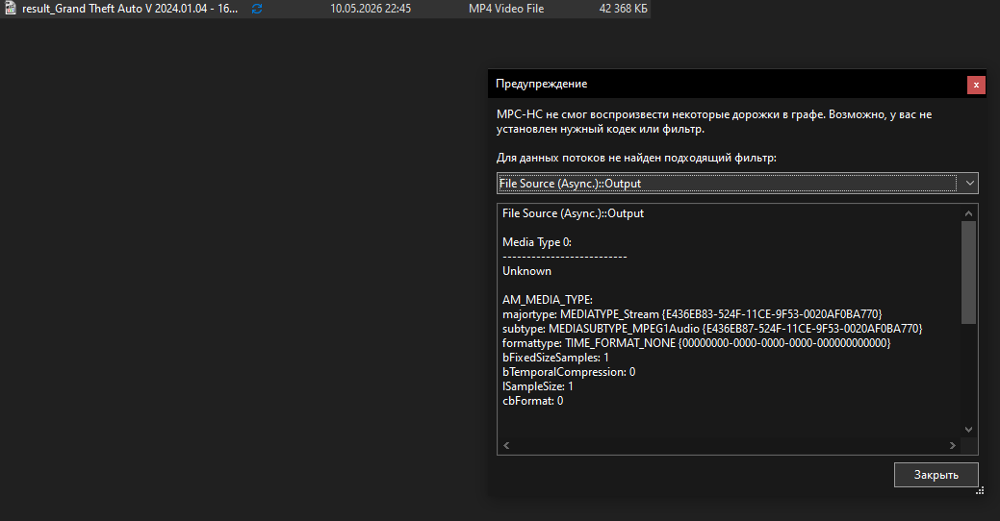 result_Grand Theft Auto V 2024.01.04 - 16... 10.05.2026 22:45 MP4 Video File 42 368 КБ
Предупреждение
MPC-HC не смог воспроизвести некоторые дорожки в графе. Возможно, у вас не
установлен нужный кодек или фильтр.
Для данных потоков не найден подходящий фильтр:
File Source (Async.)::Output
File Source (Async.)::Output
Media Type 0:
--------------------------
Unknown
AM_MEDIA_TYPE:
majortype: MEDIATYPE_Stream {E436EB83-524F-11CE-9F53-0020AF0BA770}
subtype: MEDIASUBTYPE_MPEG1Audio {E436EB87-524F-11CE-9F53-0020AF0BA770}
formattype: TIME_FORMAT_NONE {00000000-0000-0000-0000-000000000000}
bFixedSizeSamples: 1
bTemporalCompression: 0
lSampleSize: 1
cbFormat: 0
Закрыть